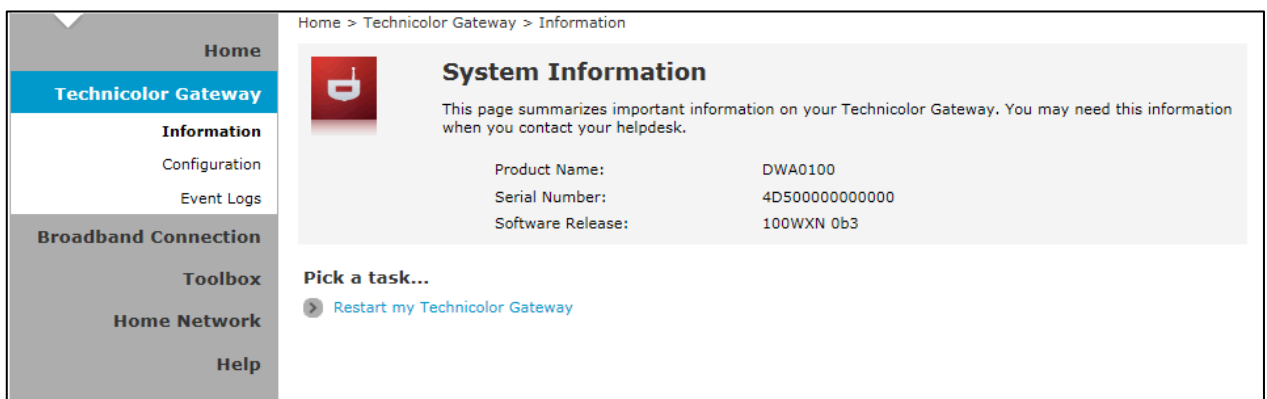 Home > Technicolor Gateway > Information
Home
Technicolor Gateway
Information
Configuration
Event Logs
Broadband Connection
Toolbox
Home Network
Help
System Information
This page summarizes important information on your Technicolor Gateway. You may need this information
when you contact your helpdesk.
Product Name: DWA0100
Serial Number: 4D500000000000
Software Release: 100WXN 0b3
Pick a task...
Restart my Technicolor Gateway